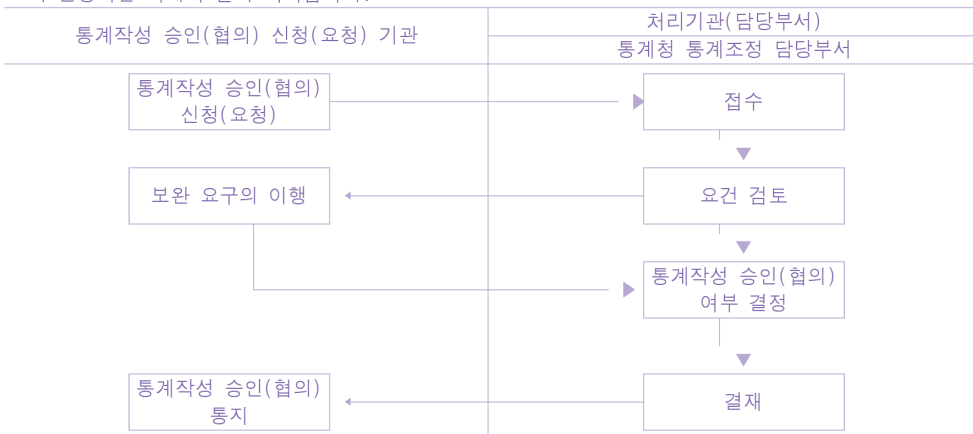 통계작성 승인(협의) 신청(요청) 기관
처리기관(담당부서)
통계청 통계조정 담당부서
통계작성 승인(협의)
신청(요청)
접수
보완 요구의 이행
요건 검토
통계작성 승인(협의)
여부 결정
통계작성 승인(협의)
통지
결재